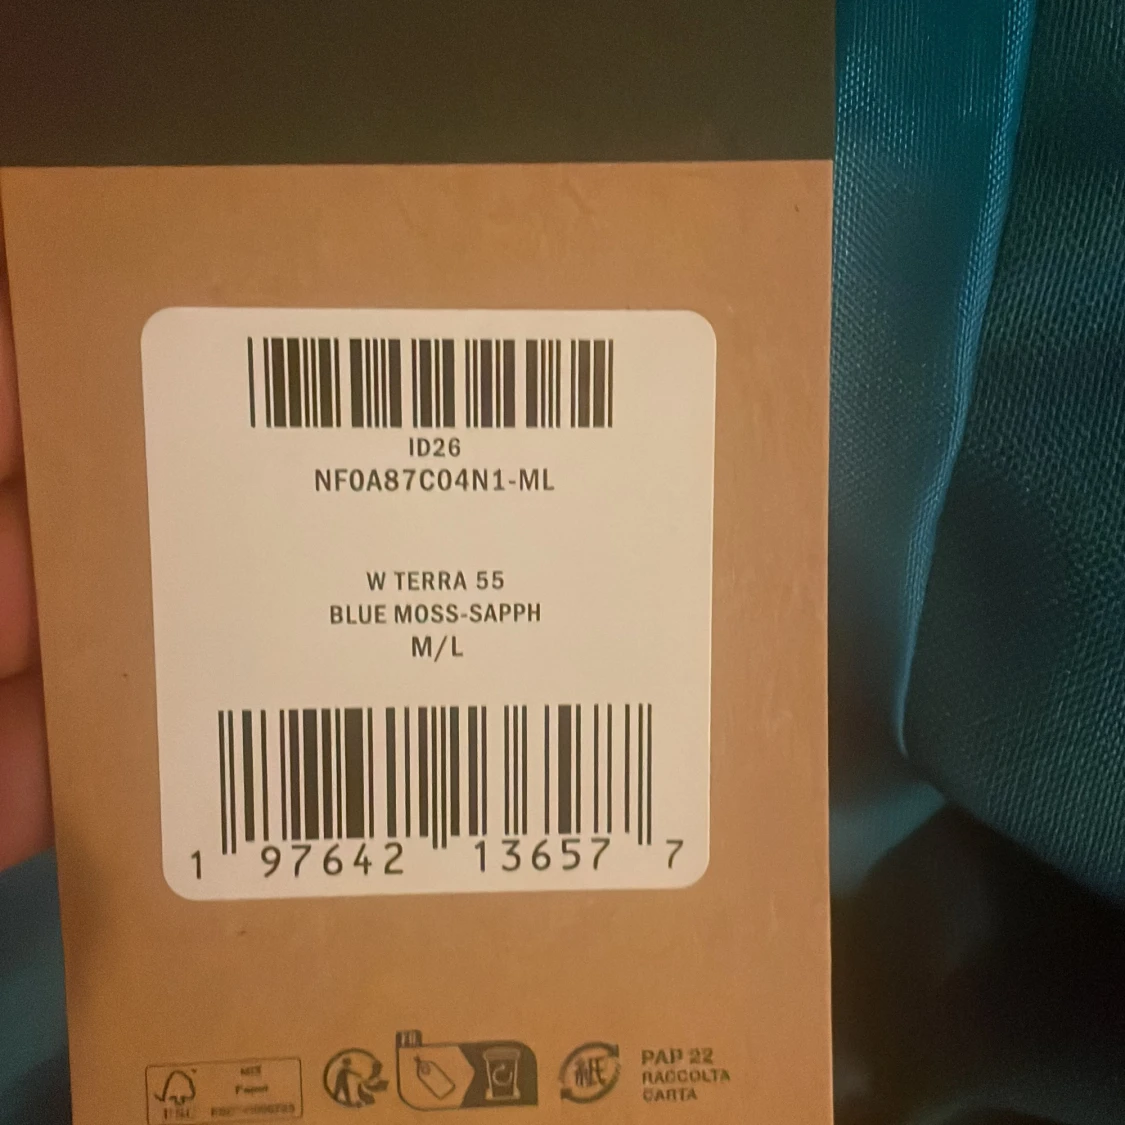 ID26
NF0A87C04N1-ML
W TERRA 55
BLUE MOSS-SAPPH
M/L
1 97642 13657 7
PAP 22
RACCOLTA
CARTA